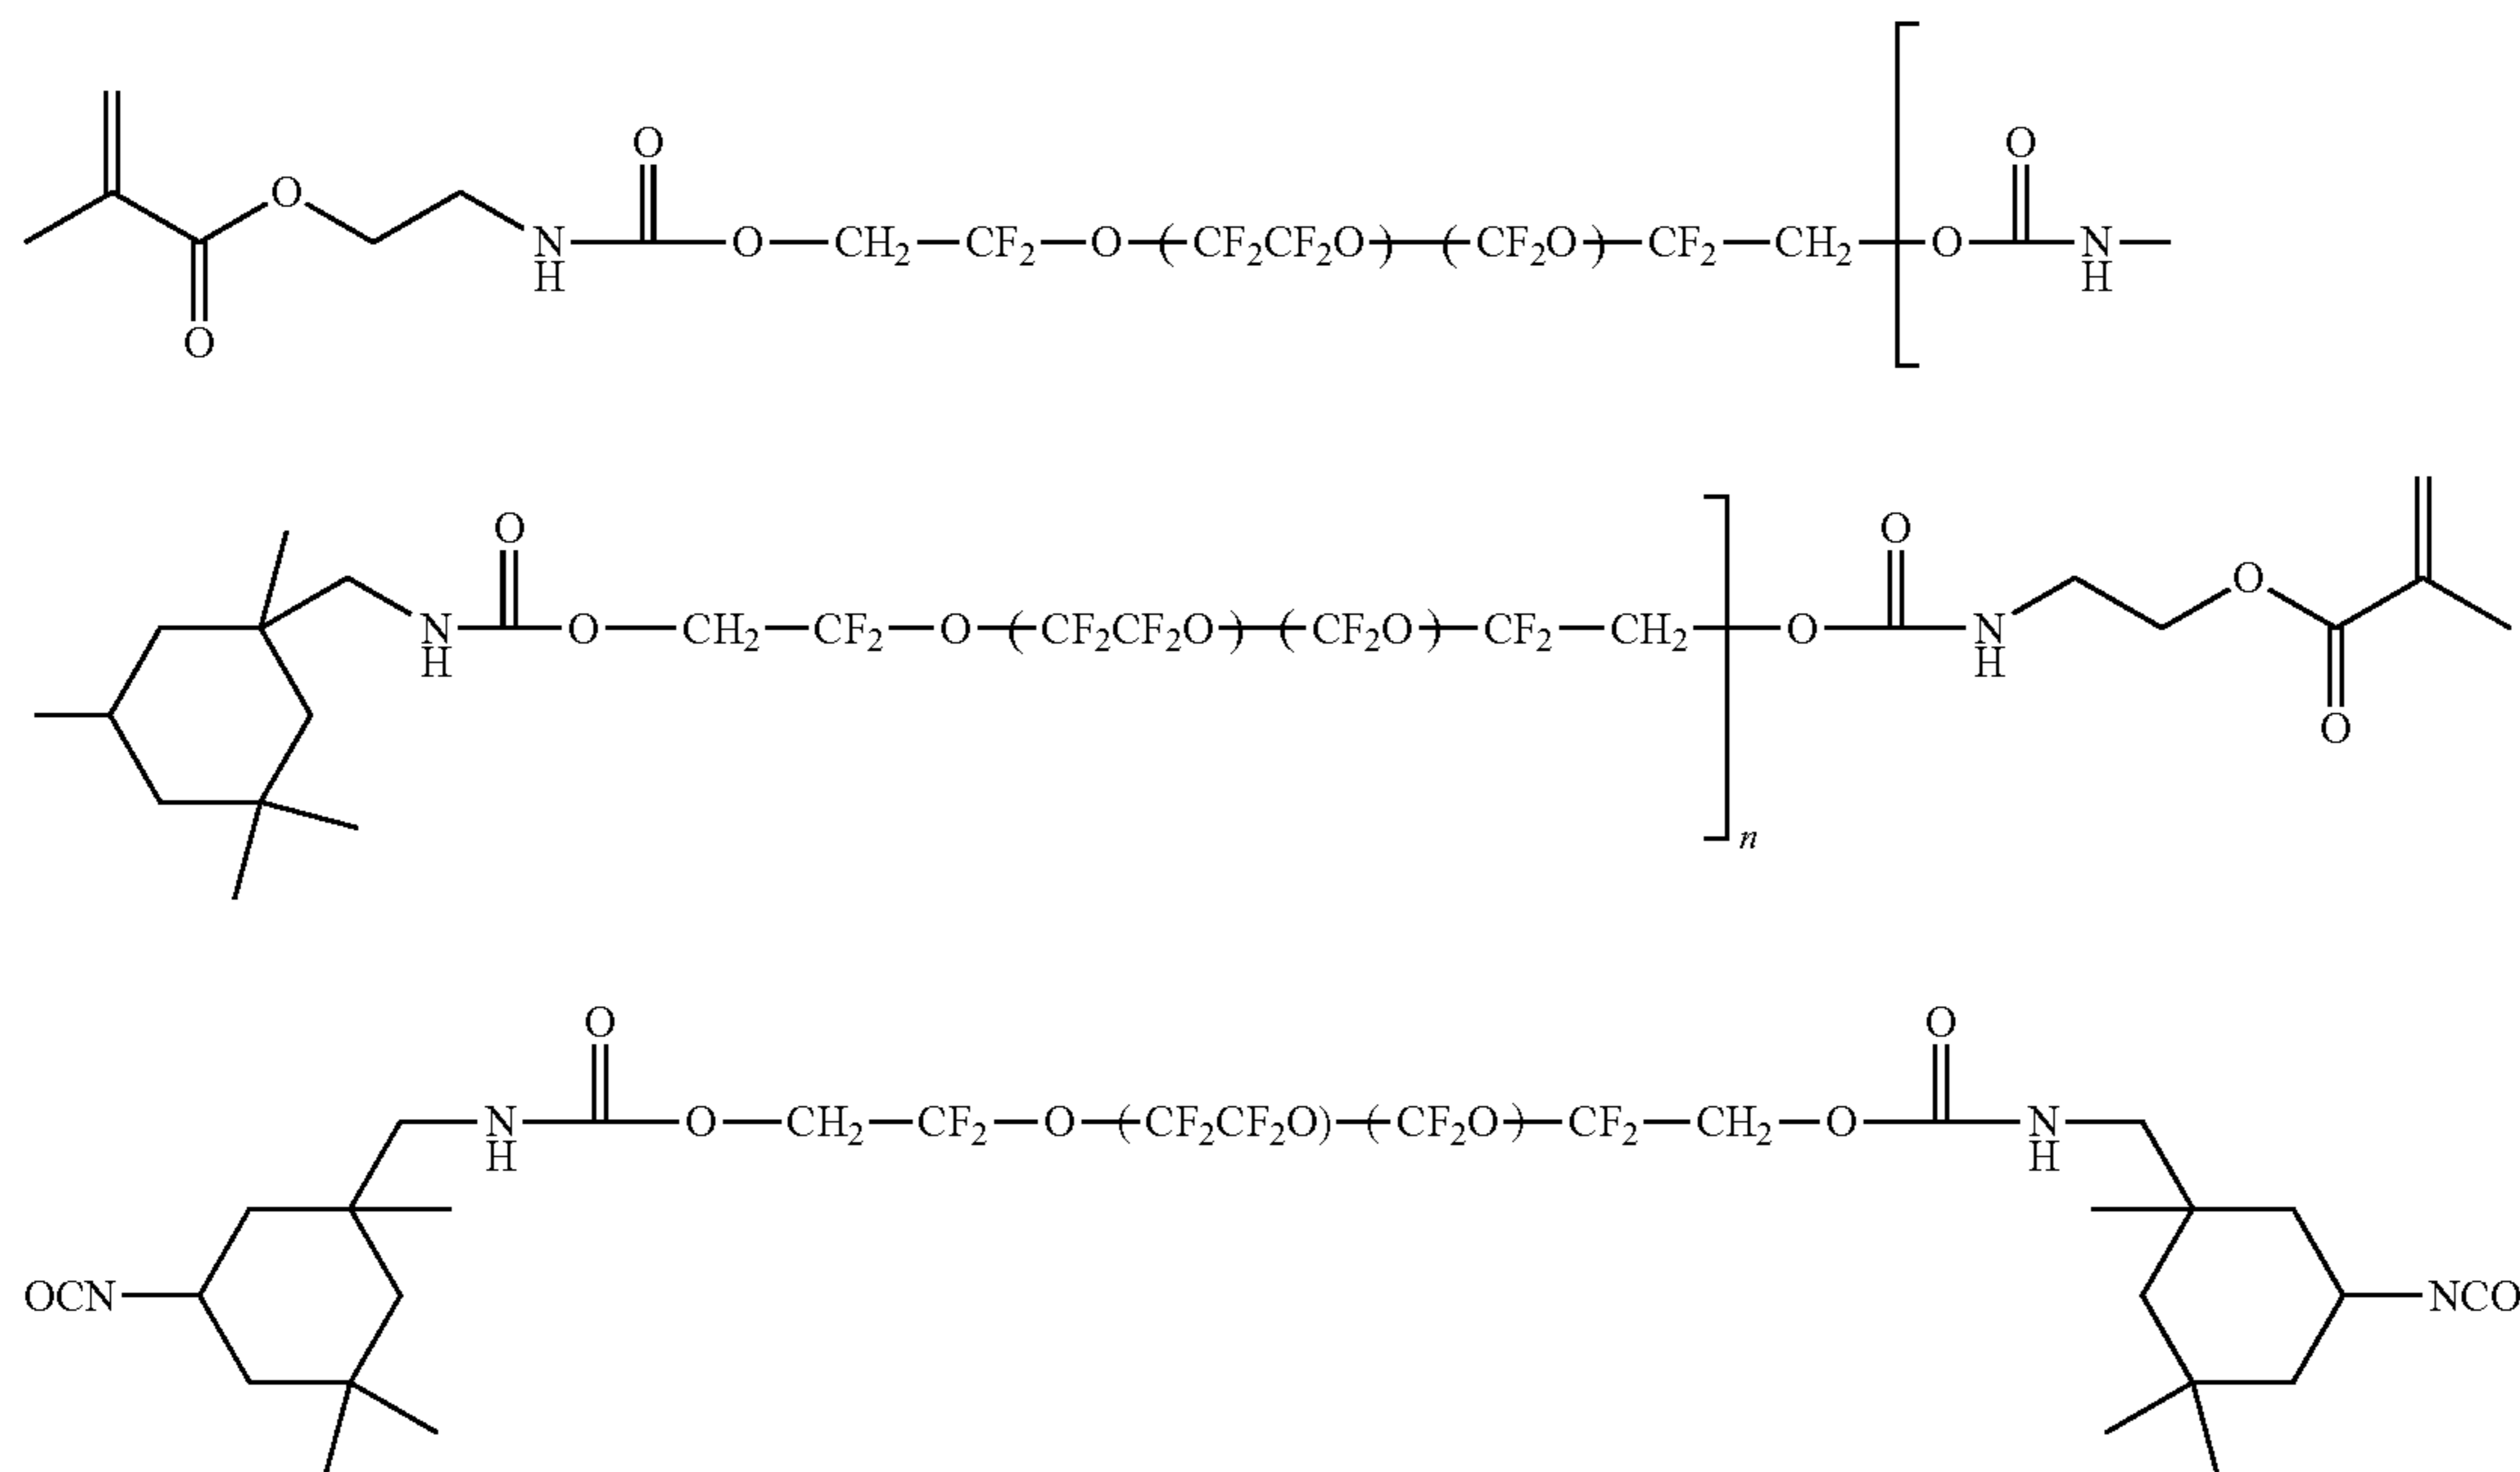 O O
O N H O CH2 CF2 O ( CF2CF2O ) ( CF2O ) CF2 CH2 O N H
O
O O
N H O CH2 CF2 O ( CF2CF2O ) ( CF2O ) CF2 CH2 O N H O
O
n
O O
N H O CH2 CF2 O ( CF2CF2O ) ( CF2O ) CF2 CH2 O N H
OCN NCO